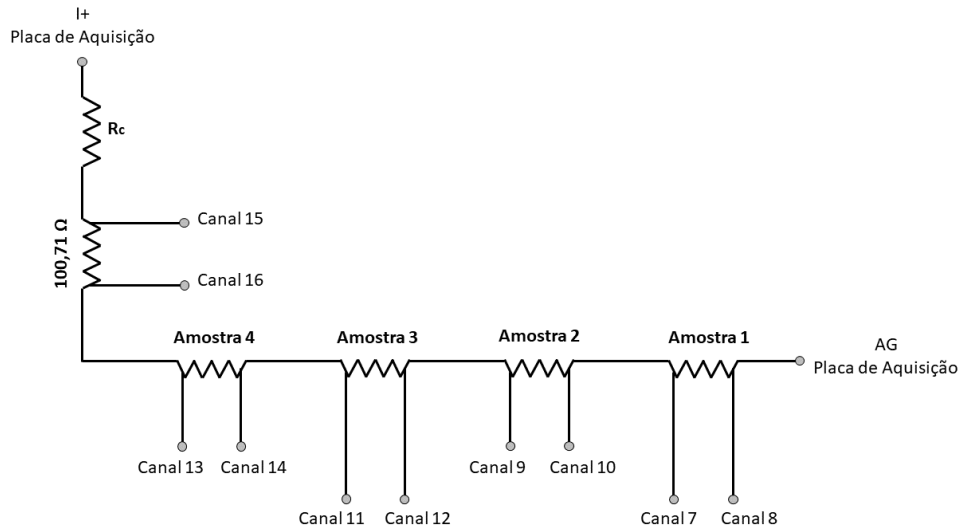 I+
Placa de Aquisição
Rc
Canal 15
100,71 Ω
Canal 16
Amostra 4
Amostra 3
Amostra 2
Amostra 1
AG
Placa de Aquisição
Canal 13
Canal 14
Canal 9
Canal 10
Canal 11
Canal 12
Canal 7
Canal 8